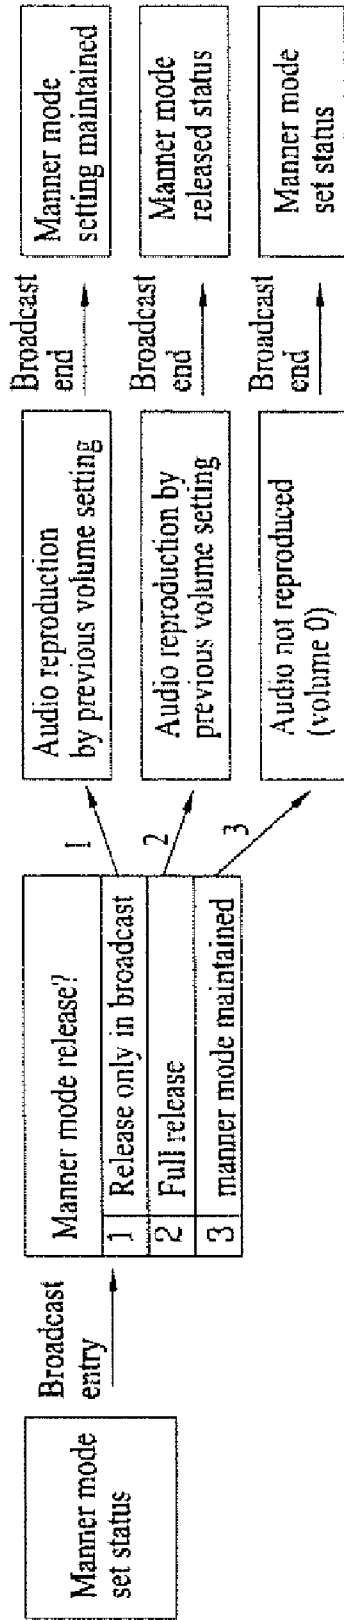 Manner mode
set status
Broadcast
entry
Manner mode release?
1 Release only in broadcast
2 Full release
3 manner mode maintained
1
Audio reproduction
by previous volume setting
Broadcast
end
Manner mode
setting maintained
2
Audio reproduction by
previous volume setting
Broadcast
end
Manner mode
released status
3
Audio not reproduced
(volume 0)
Broadcast
end
Manner mode
set status